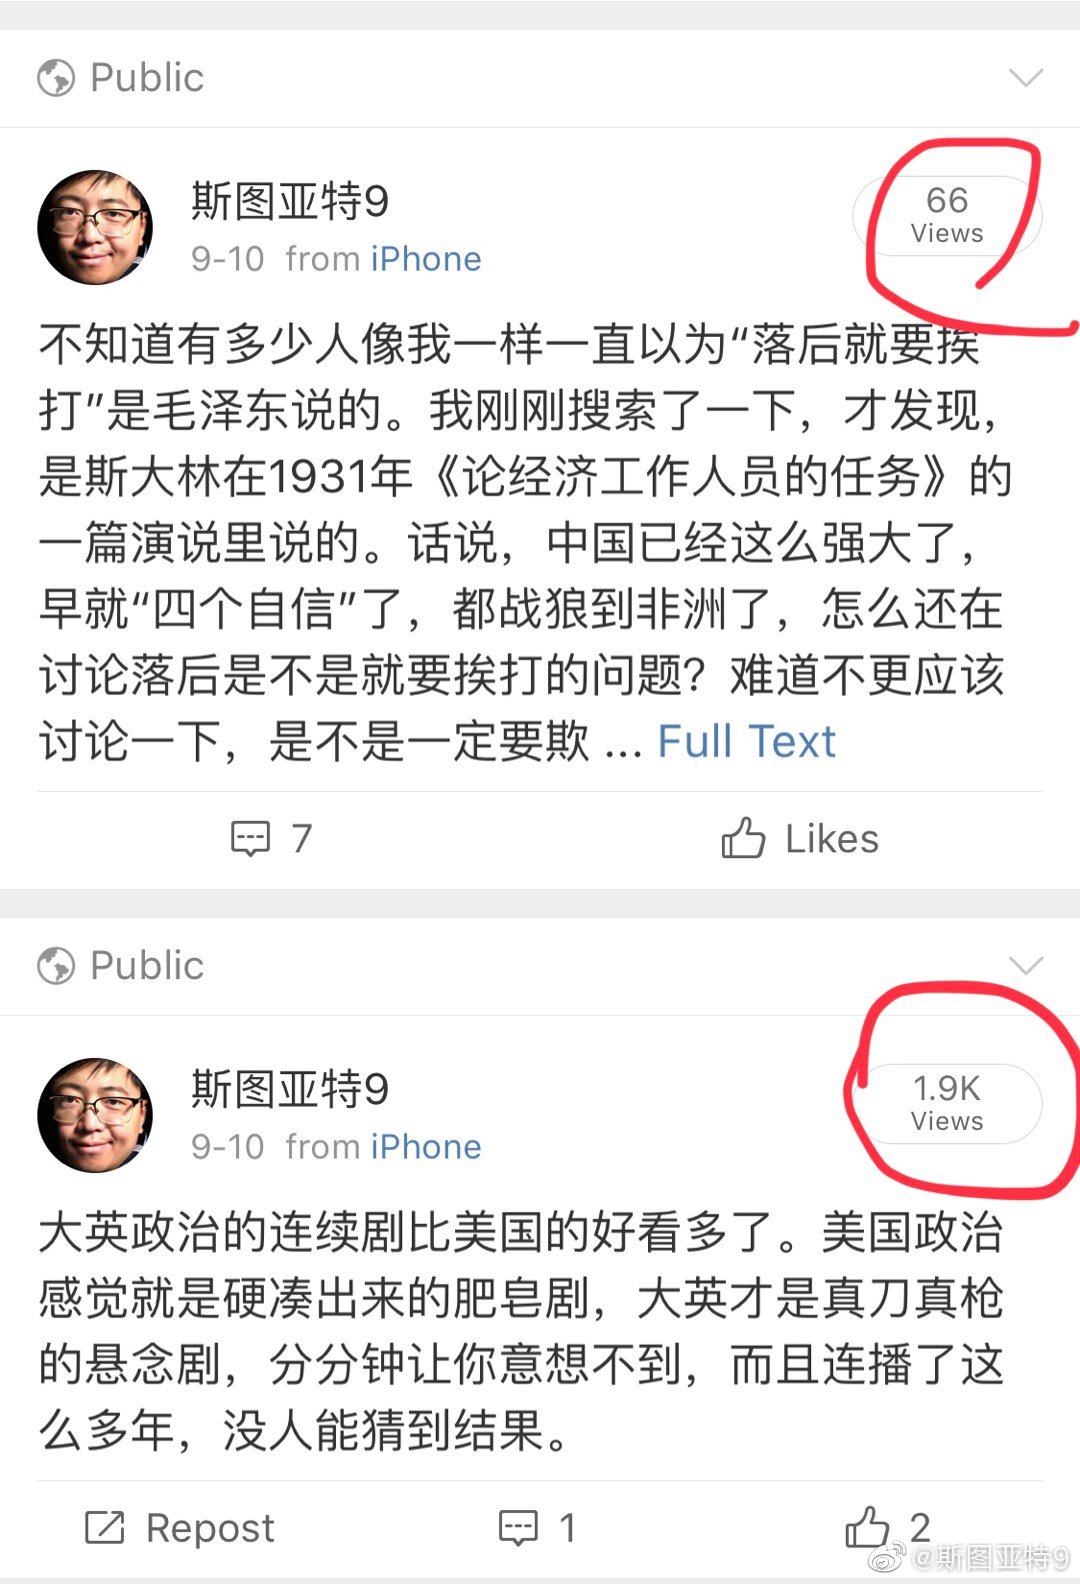 Public
斯图亚特9
66
Views
9-10 from iPhone
不知道有多少人像我一样一直以为“落后就要挨
打”是毛泽东说的。我刚刚搜索了一下，才发现，
是斯大林在1931年《论经济工作人员的任务》的
一篇演说里说的。话说，中国已经这么强大了，
早就“四个自信”了，都战狼到非洲了，怎么还在
讨论落后是不是就要挨打的问题？难道不更应该
讨论一下，是不是一定要欺 ... Full Text
7 Likes
Public
斯图亚特9
1.9K
Views
9-10 from iPhone
大英政治的连续剧比美国的好看多了。美国政治
感觉就是硬凑出来的肥皂剧，大英才是真刀真枪
的悬念剧，分分钟让你意想不到，而且连播了这
么多年，没人能猜到结果。
Repost 1 2
@斯图亚特9